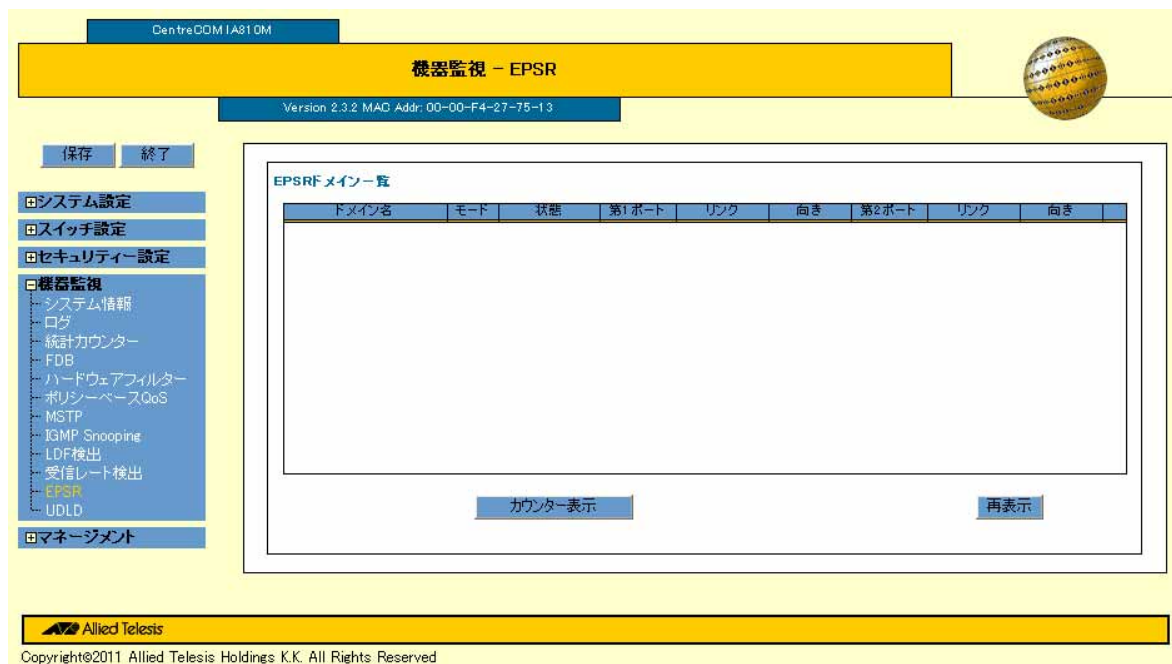 CentreCOM IA810M
機器監視 - EPSR
Version 2.3.2 MAC Addr: 00-00-F4-27-75-13
保存 終了
システム設定
スイッチ設定
セキュリティー設定
機器監視
システム情報
ログ
統計カウンター
FDB
ハードウェアフィルター
ポリシーベースQoS
MSTP
IGMP Snooping
LDF検出
受信レート検出
EPSR
UDLD
マネージメント
EPSRドメイン一覧
ドメイン名 モード 状態 第1ポート リンク 向き 第2ポート リンク 向き
カウンター表示 再表示
Allied Telesis
Copyright©2011 Allied Telesis Holdings K.K. All Rights Reserved